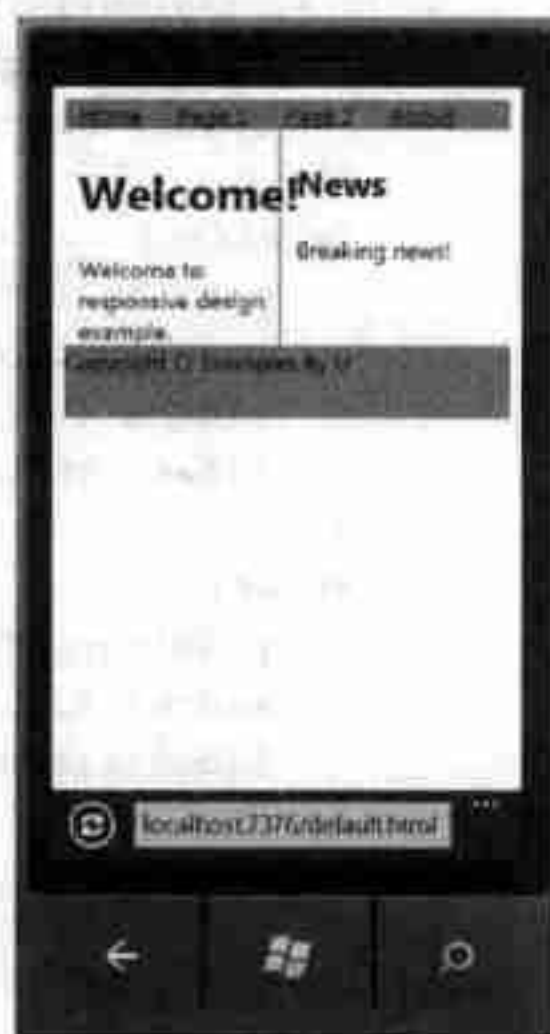 Home Page 1 Page 2 About
Welcome!
Welcome to
responsive design
example.
News
Breaking news!
Copyright © Examples By
localhost:7376/default.html